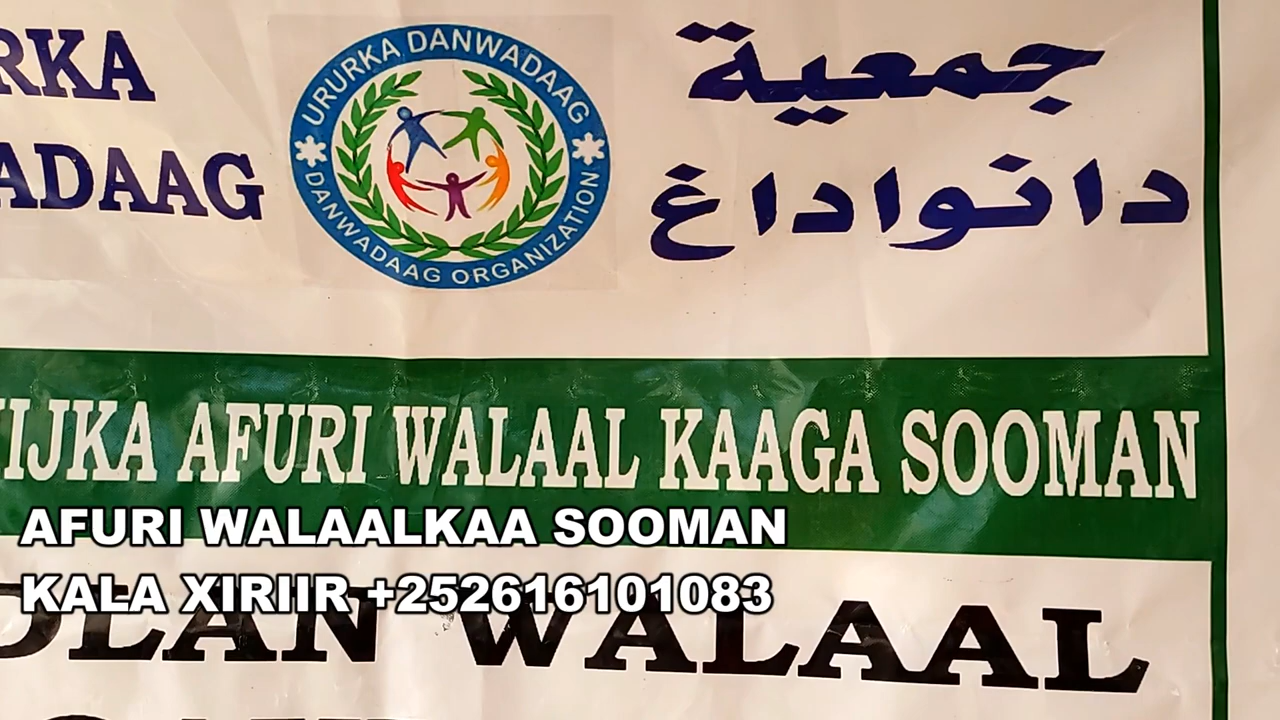 RKA
ADAAG
URURKA DANWADAAG
DANWADAAG ORGANIZATION
جمعية
دانواداغ
IJKA AFURI WALAAL KAAGA SOOMAN
AFURI WALAALKAA SOOMAN
KALA XIRIIR +252616101083
LAN WALAAL